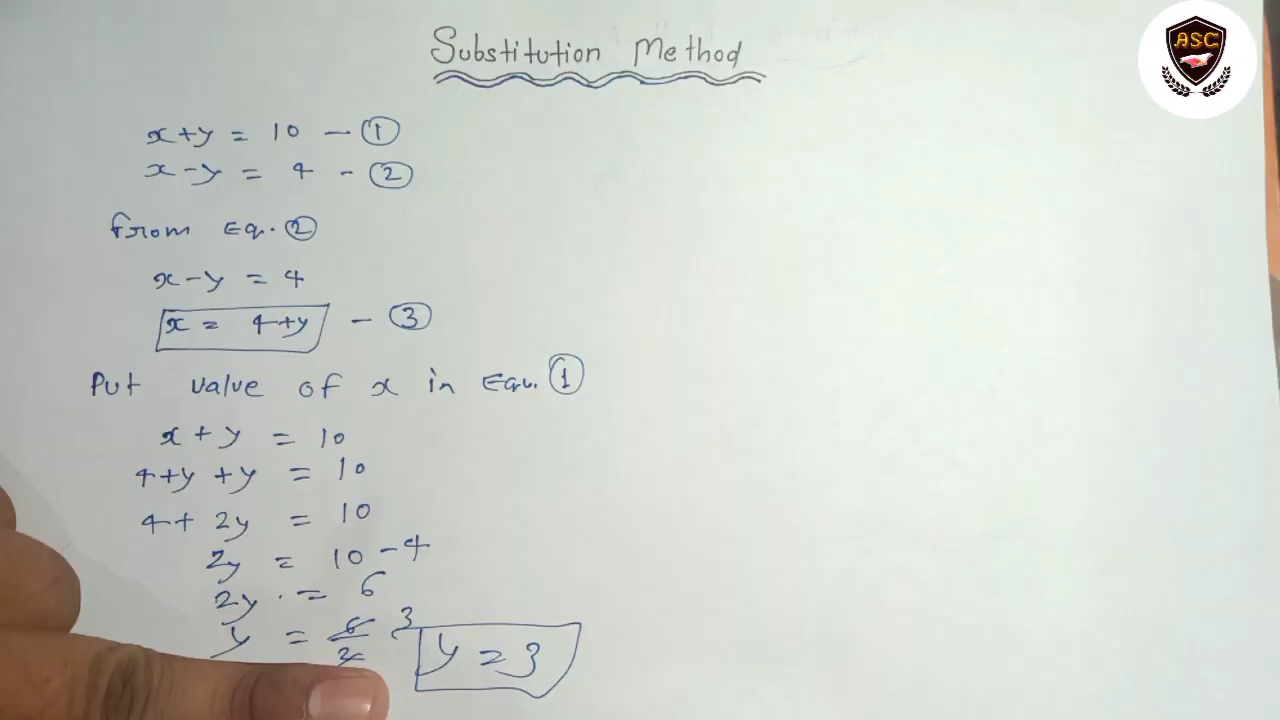 Substitution Method
ASC
x+y = 10 — ①
x-y = 4 - ②
from Eq. ②
x-y = 4
x = 4+y — ③
Put value of x in Equ. ①
x + y = 10
4+y +y = 10
4+ 2y = 10
2y = 10 - 4
2y = 6
y = 6/2 3
y = 3